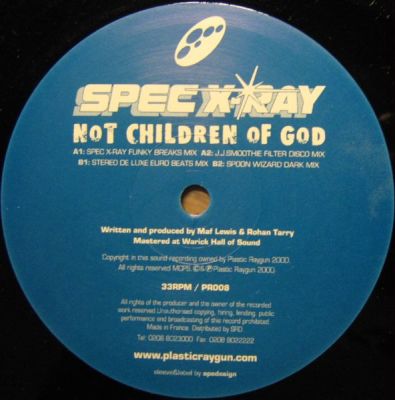 SPEC X-RAY
NOT CHILDREN OF GOD
A1: SPEC X-RAY FUNKY BREAKS MIX A2: J.J.SMOOTHIE FILTER DISCO MIX
B1: STEREO DE LUXE EURO BEATS MIX B2: SPOON WIZARD DARK MIX
Written and produced by Maf Lewis & Rohan Tarry
Mastered at Warick Hall of Sound
Copyright in this sound recording owned by Plastic Raygun 2000.
All rights reserved MCPS. © & ℗ Plastic Raygun 2000.
33RPM / PR008
All rights of the producer and the owner of the recorded
work reserved Unauthorised copying, hiring, lending, public
performance and broadcasting of this record prohibited.
Made in France. Distributed by SRD
Tel: 0208 8023000 Fax: 0208 8022222
www.plasticraygun.com
sleeve&label by specdesign